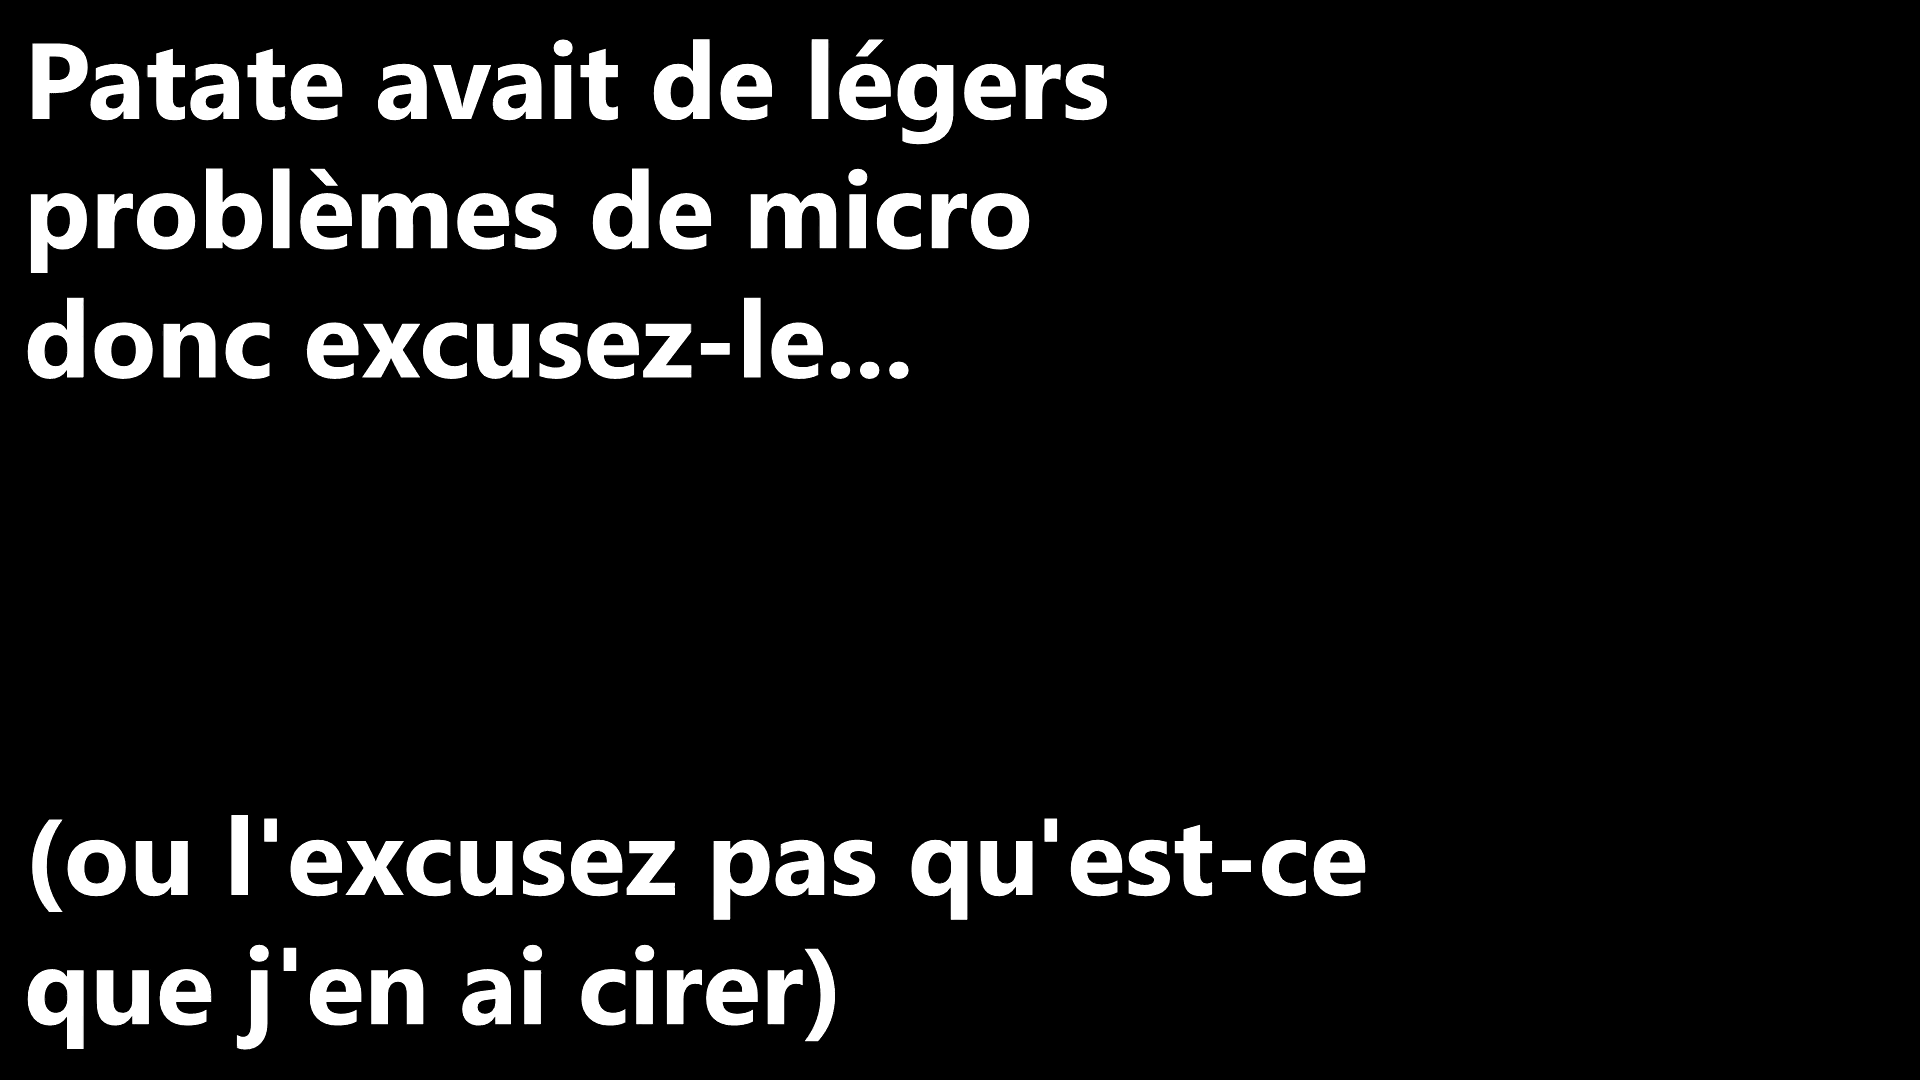 Patate avait de légers
problèmes de micro
donc excusez-le...
(ou l'excusez pas qu'est-ce
que j'en ai cirer)